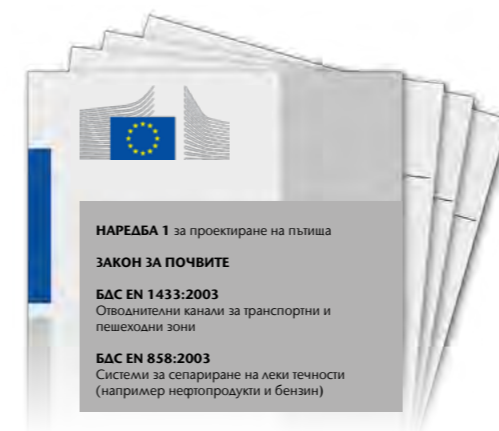 НАРЕДБА 1 за проектиране на пътища
ЗАКОН ЗА ПОЧВИТЕ
БДС EN 1433:2003
Отводнителни канали за транспортни и
пешеходни зони
БДС EN 858:2003
Системи за сепариране на леки течности
(например нефтопродукти и бензин)